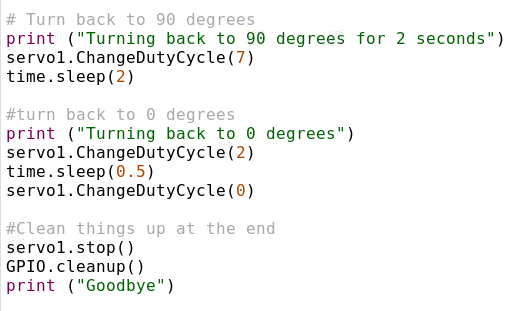 # Turn back to 90 degrees
print ("Turning back to 90 degrees for 2 seconds")
servo1.ChangeDutyCycle(7)
time.sleep(2)

#turn back to 0 degrees
print ("Turning back to 0 degrees")
servo1.ChangeDutyCycle(2)
time.sleep(0.5)
servo1.ChangeDutyCycle(0)

#Clean things up at the end
servo1.stop()
GPIO.cleanup()
print ("Goodbye")